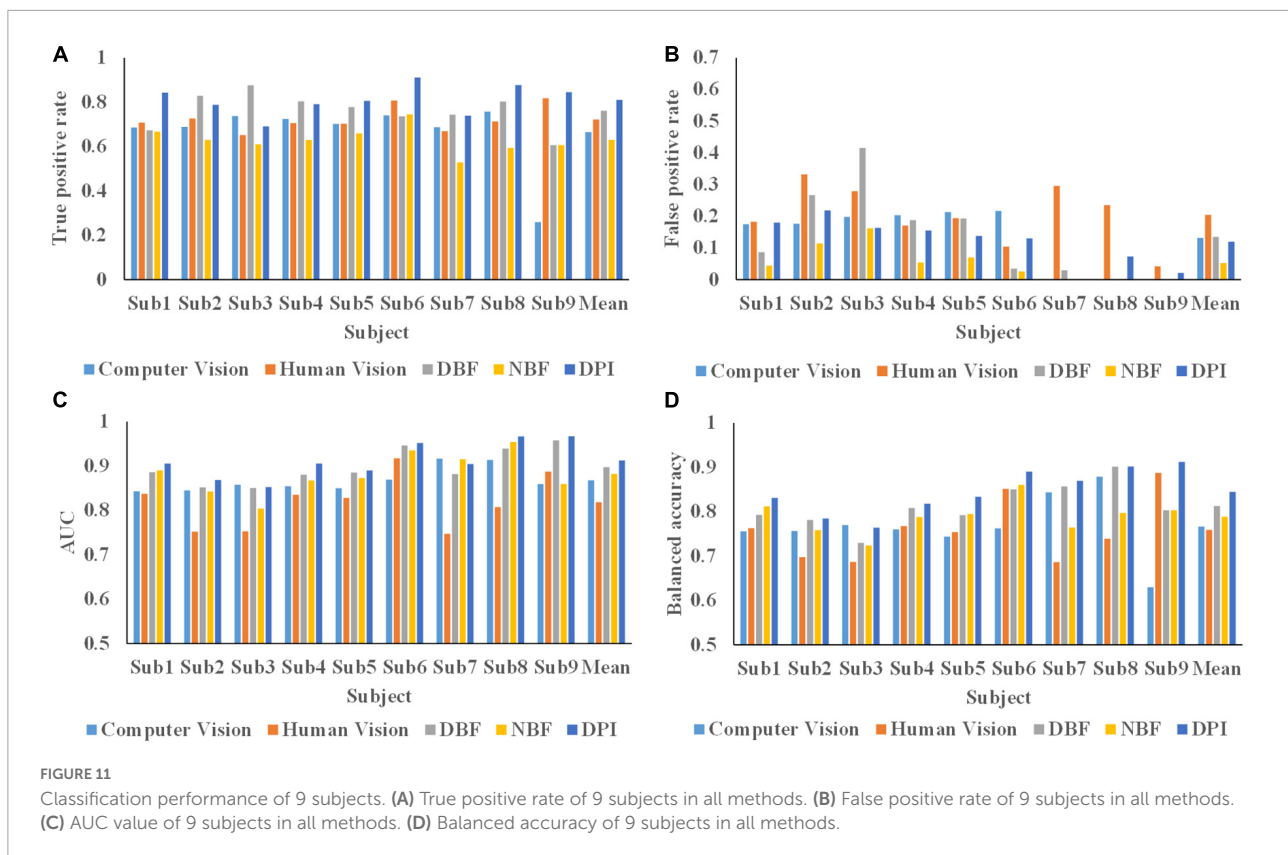 A
1
0.8
0.6
0.4
0.2
0
True positive rate
Sub1 Sub2 Sub3 Sub4 Sub5 Sub6 Sub7 Sub8 Sub9 Mean
Subject
Computer Vision Human Vision DBF NBF DPI
B
0.7
0.6
0.5
0.4
0.3
0.2
0.1
0
False positive rate
Sub1 Sub2 Sub3 Sub4 Sub5 Sub6 Sub7 Sub8 Sub9 Mean
Subject
Computer Vision Human Vision DBF NBF DPI
C
1
0.9
0.8
0.7
0.6
0.5
AUC
Sub1 Sub2 Sub3 Sub4 Sub5 Sub6 Sub7 Sub8 Sub9 Mean
Subject
Computer Vision Human Vision DBF NBF DPI
D
1
0.9
0.8
0.7
0.6
0.5
Balanced accuracy
Sub1 Sub2 Sub3 Sub4 Sub5 Sub6 Sub7 Sub8 Sub9 Mean
Subject
Computer Vision Human Vision DBF NBF DPI
FIGURE 11
Classification performance of 9 subjects. (A) True positive rate of 9 subjects in all methods. (B) False positive rate of 9 subjects in all methods.
(C) AUC value of 9 subjects in all methods. (D) Balanced accuracy of 9 subjects in all methods.